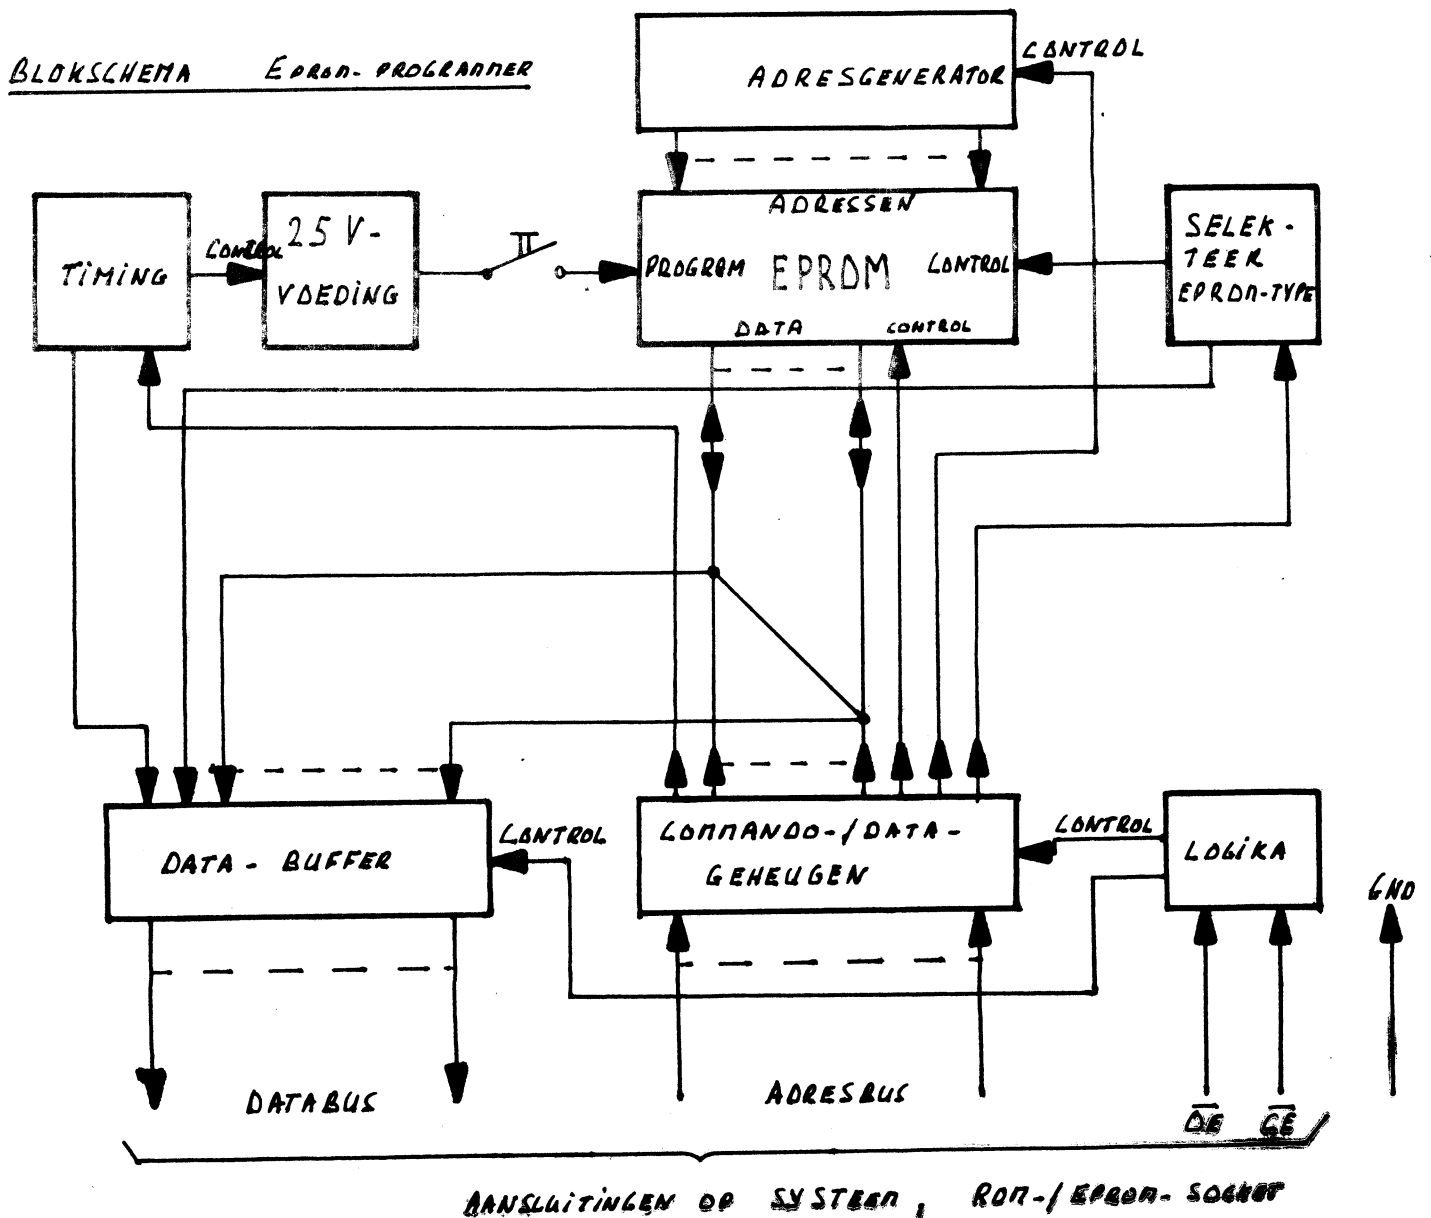 BLOKSCHEMA EPROM-PROGRAMMER
CONTROL
ADRESGENERATOR
ADRESSEN
25 V-
VOEDING
TIMING
CONTROL
II
PROGRAM
EPROM
CONTROL
DATA
CONTROL
SELEK-
TEER
EPROM-TYPE
DATA - BUFFER
CONTROL
COMMANDO-/DATA-
GEHEUGEN
CONTROL
LOGIKA
GND
DATABUS
ADRESBUS
OE
CE
AANSLUITINGEN OP SYSTEEM, ROM-/EPROM-SOCKET